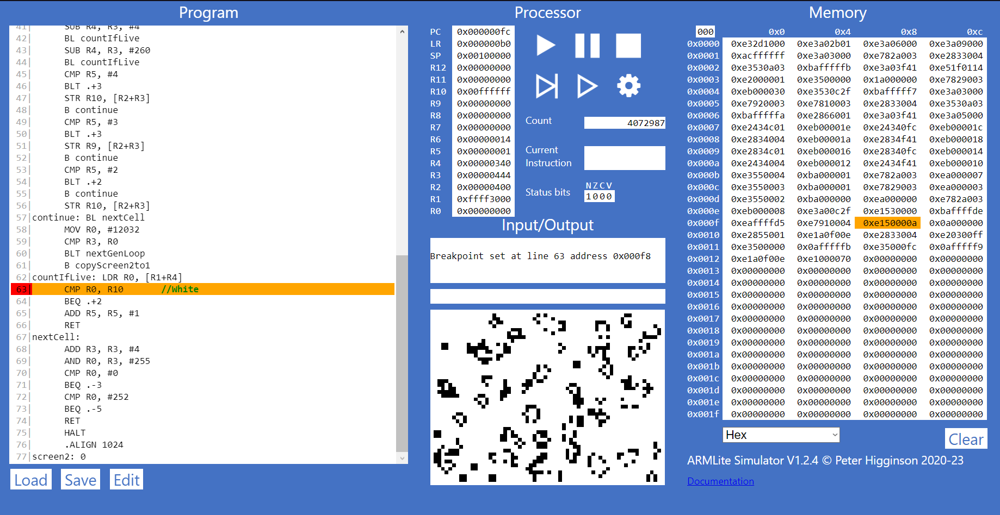 Program
41| SUB R4, R3, #4
42| BL countIfLive
43| SUB R4, R3, #260
44| BL countIfLive
45| CMP R5, #4
46| BLT .+3
47| STR R10, [R2+R3]
48| B continue
49| CMP R5, #3
50| BLT .+3
51| STR R9, [R2+R3]
52| B continue
53| CMP R5, #2
54| BLT .+2
55| B continue
56| STR R10, [R2+R3]
57|continue: BL nextCell
58| MOV R0, #12032
59| CMP R3, R0
60| BLT nextGenLoop
61| B copyScreen2to1
62|countIfLive: LDR R0, [R1+R4]
63| CMP R0, R10 //White
64| BEQ .+2
65| ADD R5, R5, #1
66| RET
67|nextCell:
68| ADD R3, R3, #4
69| AND R0, R3, #255
70| CMP R0, #0
71| BEQ .-3
72| CMP R0, #252
73| BEQ .-5
74| RET
75| HALT
76| .ALIGN 1024
77|screen2: 0
Load Save Edit
Processor
PC 0x000000fc
LR 0x000000b0
SP 0x00100000
R12 0x00000000
R11 0x00000000
R10 0x00ffffff
R9 0x00000000
R8 0x00000000
R7 0x00000000
R6 0x00000014
R5 0x00000001
R4 0x00000340
R3 0x00000444
R2 0x00000400
R1 0xffff3000
R0 0x00000000
Count 4072987
Current
Instruction
Status bits
NZCV
1000
Input/Output
Breakpoint set at line 63 address 0x000f8
Memory
000 0x0 0x4 0x8 0xc
0x0000 0xe32d1000 0xe3a02b01 0xe3a06000 0xe3a09000
0x0001 0xacffffff 0xe3a03000 0xe782a003 0xe2833004
0x0002 0xe3530a03 0xbafffffb 0xe3a03f41 0xe51f0114
0x0003 0xe2000001 0xe3500000 0x1a000000 0xe7829003
0x0004 0xeb000030 0xe3530c2f 0xbafffff7 0xe3a03000
0x0005 0xe7920003 0xe7810003 0xe2833004 0xe3530a03
0x0006 0xbafffffa 0xe2866001 0xe3a03f41 0xe3a05000
0x0007 0xe2434c01 0xeb00001e 0xe24340fc 0xeb00001c
0x0008 0xe2834004 0xeb00001a 0xe2834f41 0xeb000018
0x0009 0xe2834c01 0xeb000016 0xe28340fc 0xeb000014
0x000a 0xe2434004 0xeb000012 0xe2434f41 0xeb000010
0x000b 0xe3550004 0xba000001 0xe782a003 0xea000007
0x000c 0xe3550003 0xba000001 0xe7829003 0xea000003
0x000d 0xe3550002 0xba000000 0xea000000 0xe782a003
0x000e 0xeb000008 0xe3a00c2f 0xe1530000 0xbaffffde
0x000f 0xeaffffd5 0xe7910004 0xe150000a 0x0a000000
0x0010 0xe2855001 0xe1a0f00e 0xe2833004 0xe20300ff
0x0011 0xe3500000 0x0afffffb 0xe35000fc 0x0afffff9
0x0012 0xe1a0f00e 0xe1000070 0x00000000 0x00000000
0x0013 0x00000000 0x00000000 0x00000000 0x00000000
0x0014 0x00000000 0x00000000 0x00000000 0x00000000
0x0015 0x00000000 0x00000000 0x00000000 0x00000000
0x0016 0x00000000 0x00000000 0x00000000 0x00000000
0x0017 0x00000000 0x00000000 0x00000000 0x00000000
0x0018 0x00000000 0x00000000 0x00000000 0x00000000
0x0019 0x00000000 0x00000000 0x00000000 0x00000000
0x001a 0x00000000 0x00000000 0x00000000 0x00000000
0x001b 0x00000000 0x00000000 0x00000000 0x00000000
0x001c 0x00000000 0x00000000 0x00000000 0x00000000
0x001d 0x00000000 0x00000000 0x00000000 0x00000000
0x001e 0x00000000 0x00000000 0x00000000 0x00000000
0x001f 0x00000000 0x00000000 0x00000000 0x00000000
Hex
Clear
ARMLite Simulator V1.2.4 © Peter Higginson 2020-23
Documentation